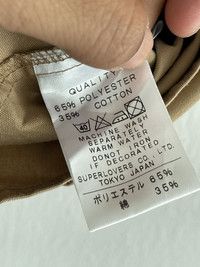 QUALITY
65% POLYESTER
35% COTTON
40
MACHINE WASH
SEPARATELY
WARM WATER
DONOT IRON
IF DECORATED
SUPERLOVERS CO., LTD.
TOKYO JAPAN
ポリエステル 65%
綿 35%